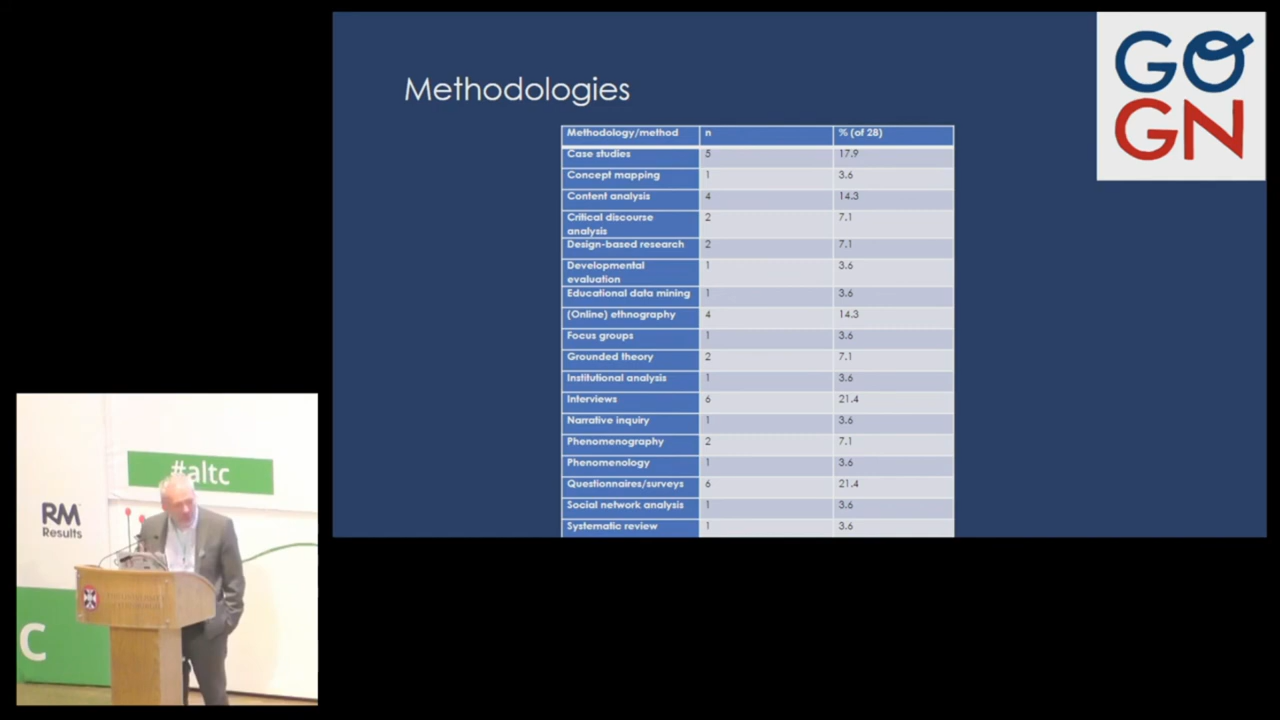 Methodologies
GO
GN
Methodology/method n % (of 28)
Case studies 5 17.9
Concept mapping 1 3.6
Content analysis 4 14.3
Critical discourse
analysis 2 7.1
Design-based research 2 7.1
Developmental
evaluation 1 3.6
Educational data mining 1 3.6
(Online) ethnography 4 14.3
Focus groups 1 3.6
Grounded theory 2 7.1
Institutional analysis 1 3.6
Interviews 6 21.4
Narrative inquiry 1 3.6
Phenomenography 2 7.1
Phenomenology 1 3.6
Questionnaires/surveys 6 21.4
Social network analysis 1 3.6
Systematic review 1 3.6
#altc
RM
Results
C